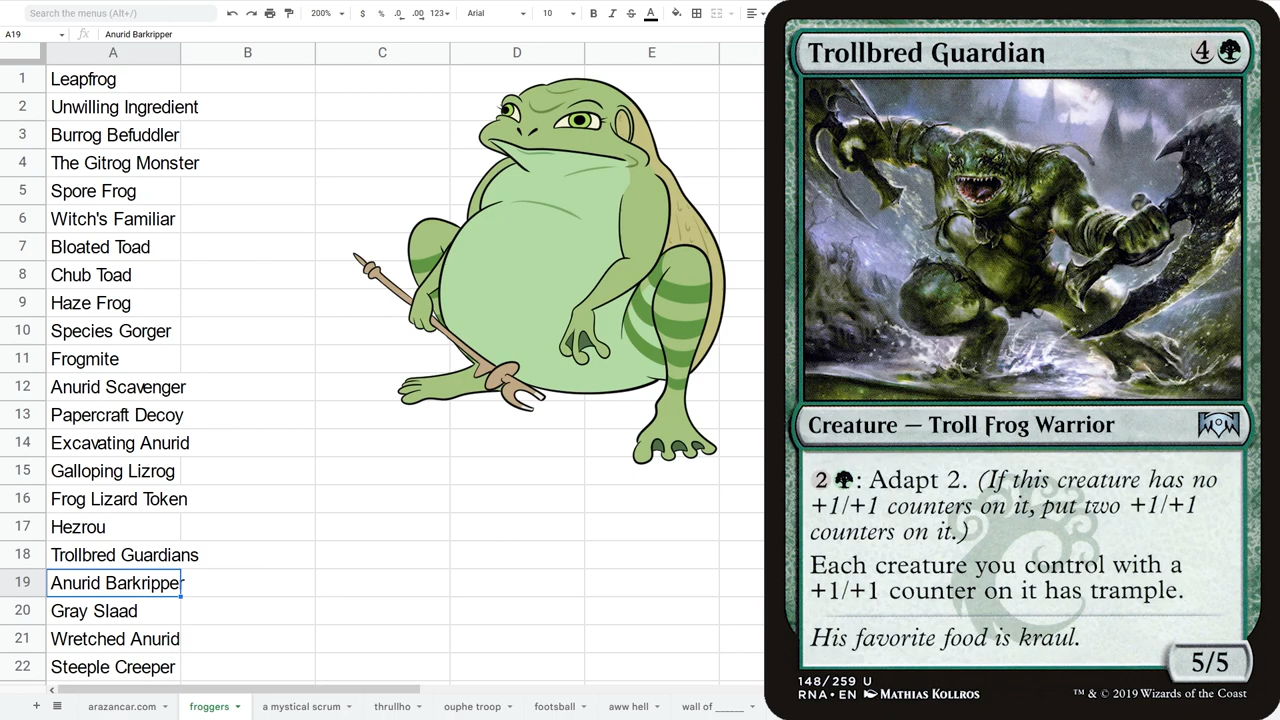 Search the menus (Alt+/)
200%
$
%
.0
.00
123
Arial
10
B
I
S
A
A19
fx
Anurid Barkripper
A
B
C
D
E
1 Leapfrog
2 Unwilling Ingredient
3 Burrog Befuddler
4 The Gitrog Monster
5 Spore Frog
6 Witch's Familiar
7 Bloated Toad
8 Chub Toad
9 Haze Frog
10 Species Gorger
11 Frogmite
12 Anurid Scavenger
13 Papercraft Decoy
14 Excavating Anurid
15 Galloping Lizrog
16 Frog Lizard Token
17 Hezrou
18 Trollbred Guardians
19 Anurid Barkripper
20 Gray Slaad
21 Wretched Anurid
22 Steeple Creeper
arazancan.com
froggers
a mystical scrum
thrullho
ouphe troop
footsball
aww hell
wall of ______
Trollbred Guardian 4
Creature — Troll Frog Warrior
2 : Adapt 2. (If this creature has no
+1/+1 counters on it, put two +1/+1
counters on it.)
Each creature you control with a
+1/+1 counter on it has trample.
His favorite food is kraul.
5/5
148/259 U
RNA • EN MATHIAS KOLLROS
™ & © 2019 Wizards of the Coast